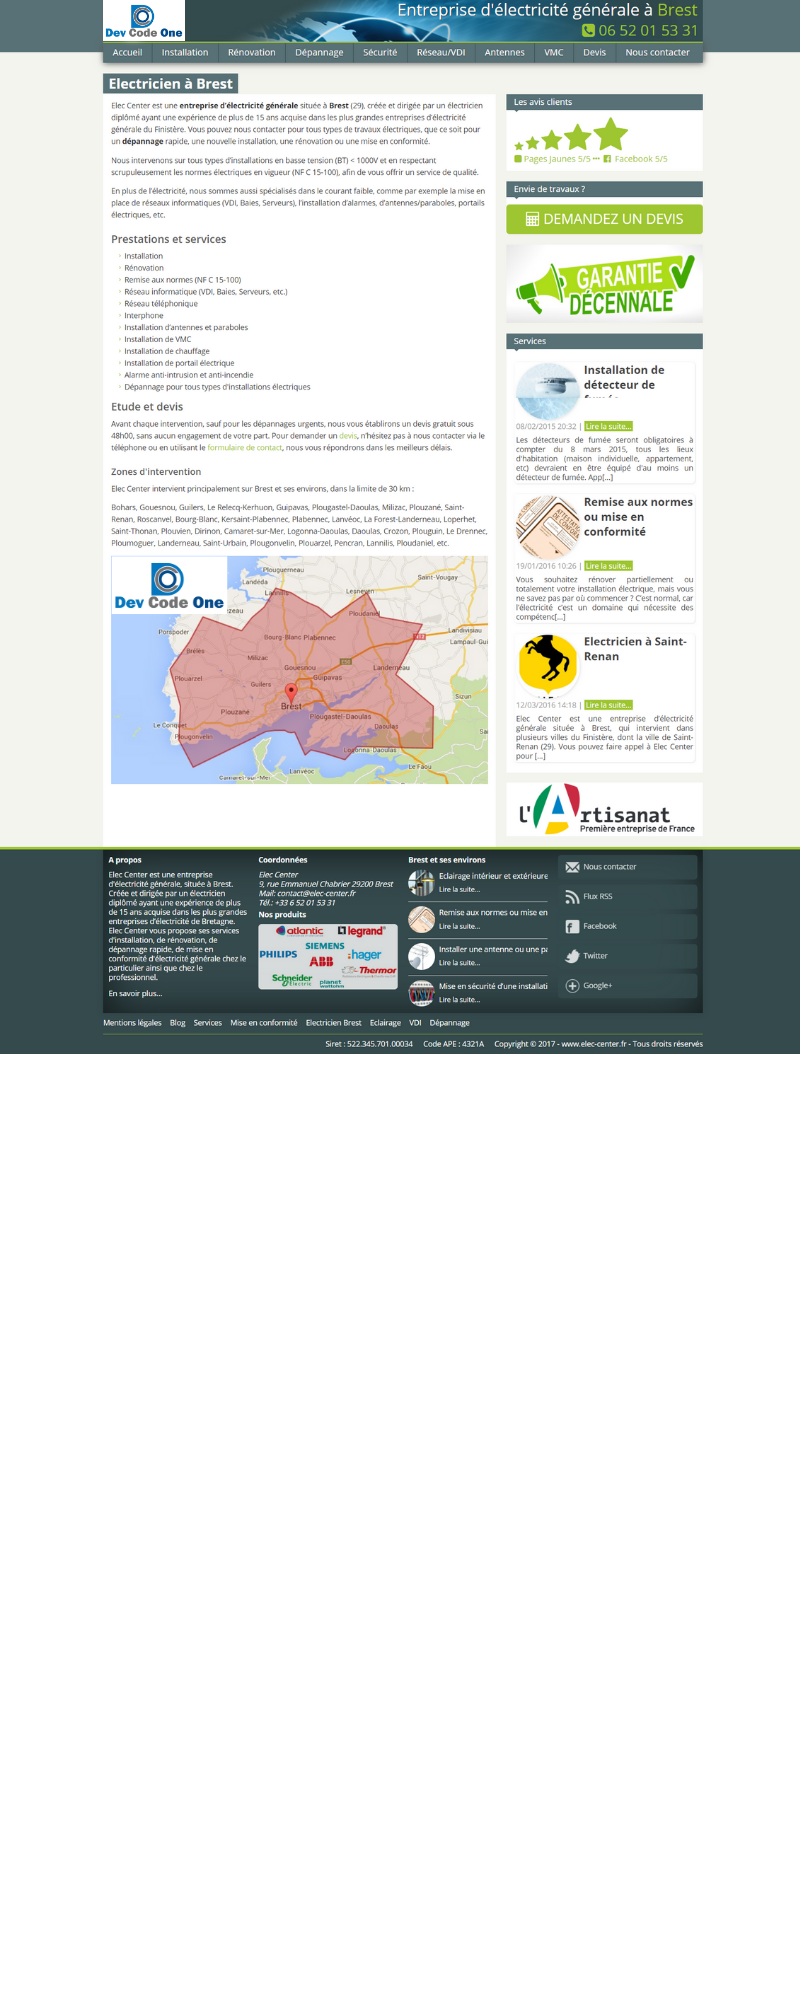 Dev Code One
Entreprise d'électricité générale à Brest
06 52 01 53 31
Accueil
Installation
Rénovation
Dépannage
Sécurité
Réseau/VDI
Antennes
VMC
Devis
Nous contacter
Electricien à Brest
Elec Center est une entreprise d'électricité générale située à Brest (29), créée et dirigée par un électricien
diplômé ayant une expérience de plus de 15 ans acquise dans les plus grandes entreprises d'électricité
générale du Finistère. Vous pouvez nous contacter pour tous types de travaux électriques, que ce soit pour
un dépannage rapide, une nouvelle installation, une rénovation ou une mise en conformité.
Nous intervenons sur tous types d'installations en basse tension (BT) < 1000V et en respectant
scrupuleusement les normes électriques en vigueur (NF C 15-100), afin de vous offrir un service de qualité.
En plus de l'électricité, nous sommes aussi spécialisés dans le courant faible, comme par exemple la mise en
place de réseaux informatiques (VDI, Baies, Serveurs), l'installation d'alarmes, d'antennes/paraboles, portails
électriques, etc.
Prestations et services
Installation
Rénovation
Remise aux normes (NF C 15-100)
Réseau informatique (VDI, Baies, Serveurs, etc.)
Réseau téléphonique
Interphone
Installation d'antennes et paraboles
Installation de VMC
Installation de chauffage
Installation de portail électrique
Alarme anti-intrusion et anti-incendie
Dépannage pour tous types d'installations électriques
Etude et devis
Avant chaque intervention, sauf pour les dépannages urgents, nous vous établirons un devis gratuit sous
48h00, sans aucun engagement de votre part. Pour demander un devis, n'hésitez pas à nous contacter via le
téléphone ou en utilisant le formulaire de contact, nous vous répondrons dans les meilleurs délais.
Zones d'intervention
Elec Center intervient principalement sur Brest et ses environs, dans la limite de 30 km :
Bohars, Gouesnou, Guilers, Le Relecq-Kerhuon, Guipavas, Plougastel-Daoulas, Milizac, Plouzané, Saint-
Renan, Roscanvel, Bourg-Blanc, Kersaint-Plabennec, Plabennec, Lanvéoc, La Forest-Landerneau, Loperhet,
Saint-Thonan, Plouvien, Dirinon, Camaret-sur-Mer, Logonna-Daoulas, Daoulas, Crozon, Plouguin, Le Drennec,
Ploumoguer, Landerneau, Saint-Urbain, Plougonvelin, Plouarzel, Pencran, Lannilis, Ploudaniel, etc.
Dev Code One
Plouguerneau
Landéda
Lannilis
Lesneven
Saint-Vougay
Ploudaniel
Porspoder
Bourg-Blanc
Plabennec
Landivisiau
Lampaul-Gui
Brélès
Milizac
Gouesnou
Landerneau
Plouarzel
Guilers
Guipavas
Sizun
Brest
Plouzané
Plougastel-Daoulas
Le Conquet
Daoulas
Plougonvelin
Logonna-Daoulas
Camaret-sur-Mer
Lanvéoc
Le Faou
Les avis clients
Pages Jaunes 5/5 ••• Facebook 5/5
Envie de travaux ?
DEMANDEZ UN DEVIS
GARANTIE
DÉCENNALE
Services
Installation de
détecteur de
fumée
08/02/2015 20:32 | Lire la suite...
Les détecteurs de fumée seront obligatoires à
compter du 8 mars 2015, tous les lieux
d'habitation (maison individuelle, appartement,
etc) devraient en être équipé d'au moins un
détecteur de fumée. App[...]
Remise aux normes
ou mise en
conformité
19/01/2016 10:26 | Lire la suite...
Vous souhaitez rénover partiellement ou
totalement votre installation électrique, mais vous
ne savez pas par où commencer ? C'est normal, car
l'électricité c'est un domaine qui nécessite des
compétenc[...]
Electricien à Saint-
Renan
12/03/2016 14:18 | Lire la suite...
Elec Center est une entreprise d'électricité
générale située à Brest, qui intervient dans
plusieurs villes du Finistère, dont la ville de Saint-
Renan (29). Vous pouvez faire appel à Elec Center
pour [...]
l'Artisanat
Première entreprise de France
A propos
Elec Center est une entreprise
d'électricité générale, située à Brest.
Créée et dirigée par un électricien
diplômé ayant une expérience de plus
de 15 ans acquise dans les plus grandes
entreprises d'électricité de Bretagne.
Elec Center vous propose ses services
d'installation, de rénovation, de
dépannage rapide, de mise en
conformité d'électricité générale chez le
particulier ainsi que chez le
professionnel.
En savoir plus...
Coordonnées
Elec Center
9, rue Emmanuel Chabrier 29200 Brest
Mail: contact@elec-center.fr
Tél.: +33 6 52 01 53 31
Nos produits
atlantic
legrand
SIEMENS
PHILIPS
ABB
:hager
Thermor
Schneider
Electric
planet
wattohm
Brest et ses environs
Eclairage intérieur et extérieure
Lire la suite...
Remise aux normes ou mise en
Lire la suite...
Installer une antenne ou une pa
Lire la suite...
Mise en sécurité d'une installati
Lire la suite...
Nous contacter
Flux RSS
Facebook
Twitter
Google+
Mentions légales
Blog
Services
Mise en conformité
Electricien Brest
Eclairage
VDI
Dépannage
Siret : 522.345.701.00034
Code APE : 4321A
Copyright © 2017 - www.elec-center.fr - Tous droits réservés